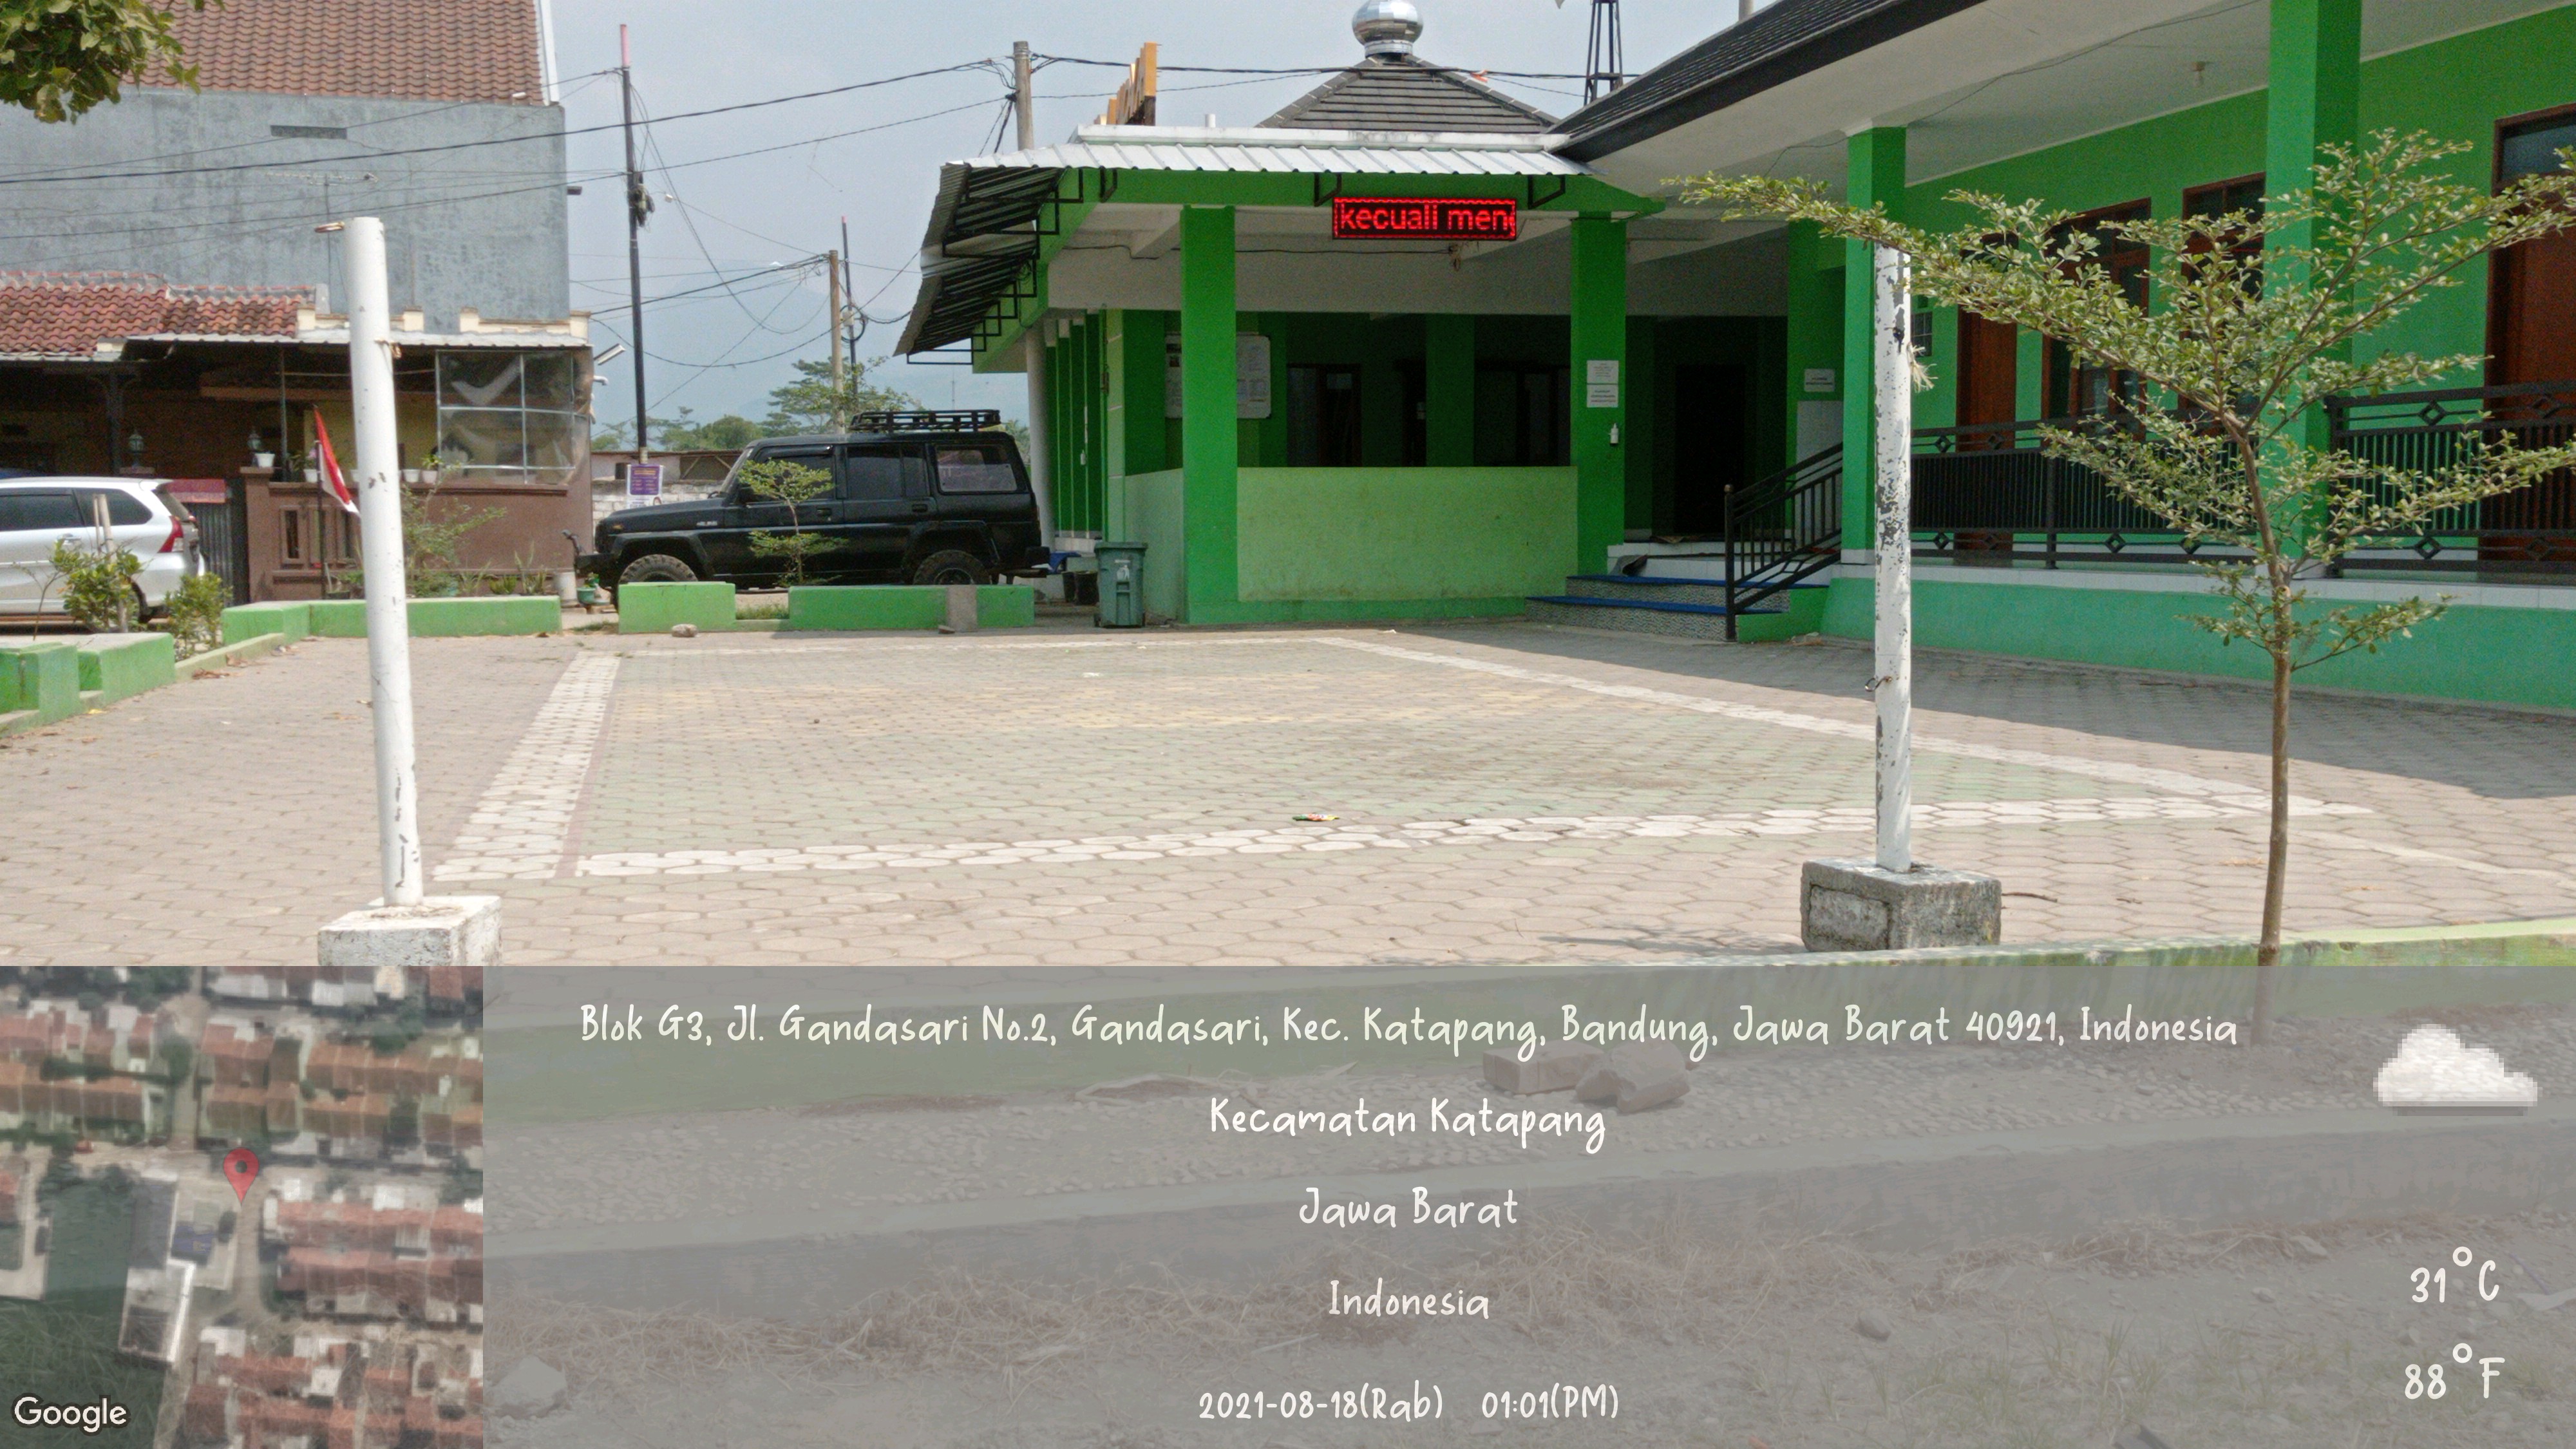 kecuali men
Blok G3, Jl. Gandasari No.2, Gandasari, Kec. Katapang, Bandung, Jawa Barat 40921, Indonesia
Kecamatan Katapang
Jawa Barat
Indonesia
2021-08-18(Rab) 01:01(PM)
31°C
88°F
Google